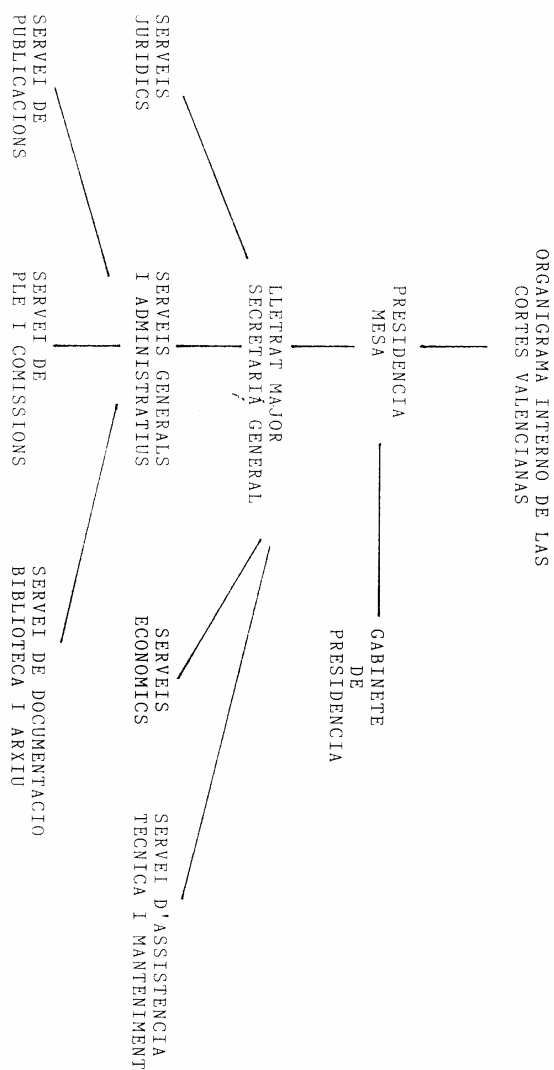 ORGANIGRAMA INTERNO DE LAS
CORTES VALENCIANAS
PRESIDENCIA
MESA
GABINETE
DE
PRESIDENCIA
LLETRAT MAJOR
SECRETARIÁ GENERAL
SERVEIS
JURIDICS
SERVEIS GENERALS
I ADMINISTRATIUS
SERVEIS
ECONOMICS
SERVEI D'ASSISTENCIA
TECNICA I MANTENIMENT
SERVEI DE
PUBLICACIONS
SERVEI DE
PLE I COMISSIONS
SERVEI DE DOCUMENTACIO
BIBLIOTECA I ARXIU